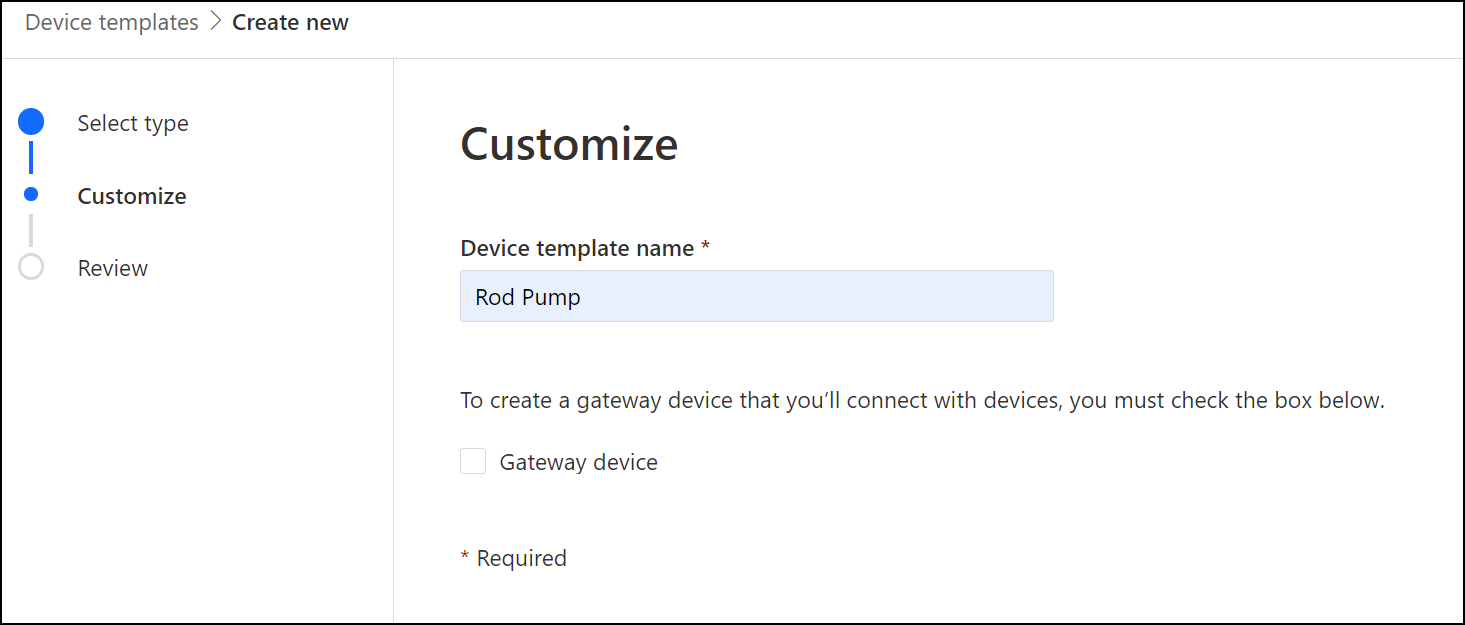 Device templates > Create new
Select type
Customize
Review
Customize
Device template name *
Rod Pump
To create a gateway device that you’ll connect with devices, you must check the box below.
Gateway device
* Required